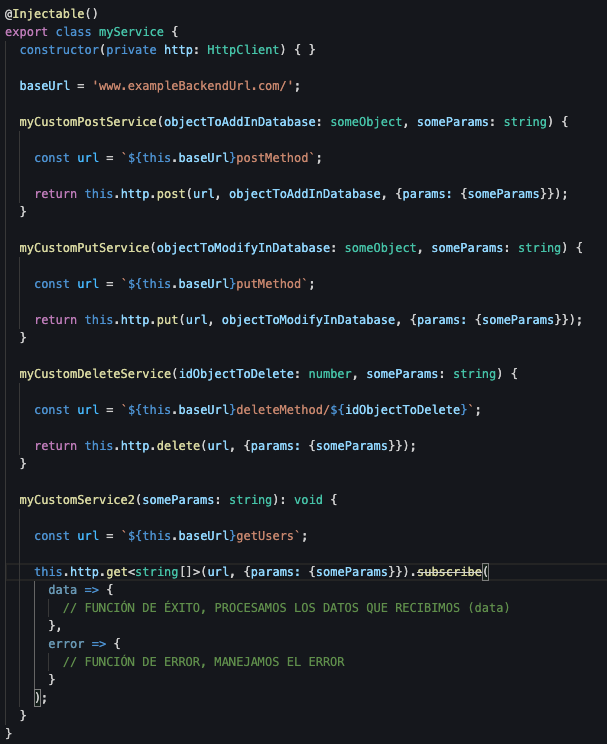 @Injectable()
export class myService {
  constructor(private http: HttpClient) { }

  baseUrl = 'www.exampleBackendUrl.com/';

  myCustomPostService(objectToAddInDatabase: someObject, someParams: string) {

    const url = `${this.baseUrl}postMethod`;

    return this.http.post(url, objectToAddInDatabase, {params: {someParams}});
  }

  myCustomPutService(objectToModifyInDatabase: someObject, someParams: string) {

    const url = `${this.baseUrl}putMethod`;

    return this.http.put(url, objectToModifyInDatabase, {params: {someParams}});
  }

  myCustomDeleteService(idObjectToDelete: number, someParams: string) {

    const url = `${this.baseUrl}deleteMethod/${idObjectToDelete}`;

    return this.http.delete(url, {params: {someParams}});
  }

  myCustomService2(someParams: string): void {

    const url = `${this.baseUrl}getUsers`;

    this.http.get<string[]>(url, {params: {someParams}}).subscribe(
      data => {
        // FUNCIÓN DE ÉXITO, PROCESAMOS LOS DATOS QUE RECIBIMOS (data)
      },
      error => {
        // FUNCIÓN DE ERROR, MANEJAMOS EL ERROR
      }
    );
  }
}